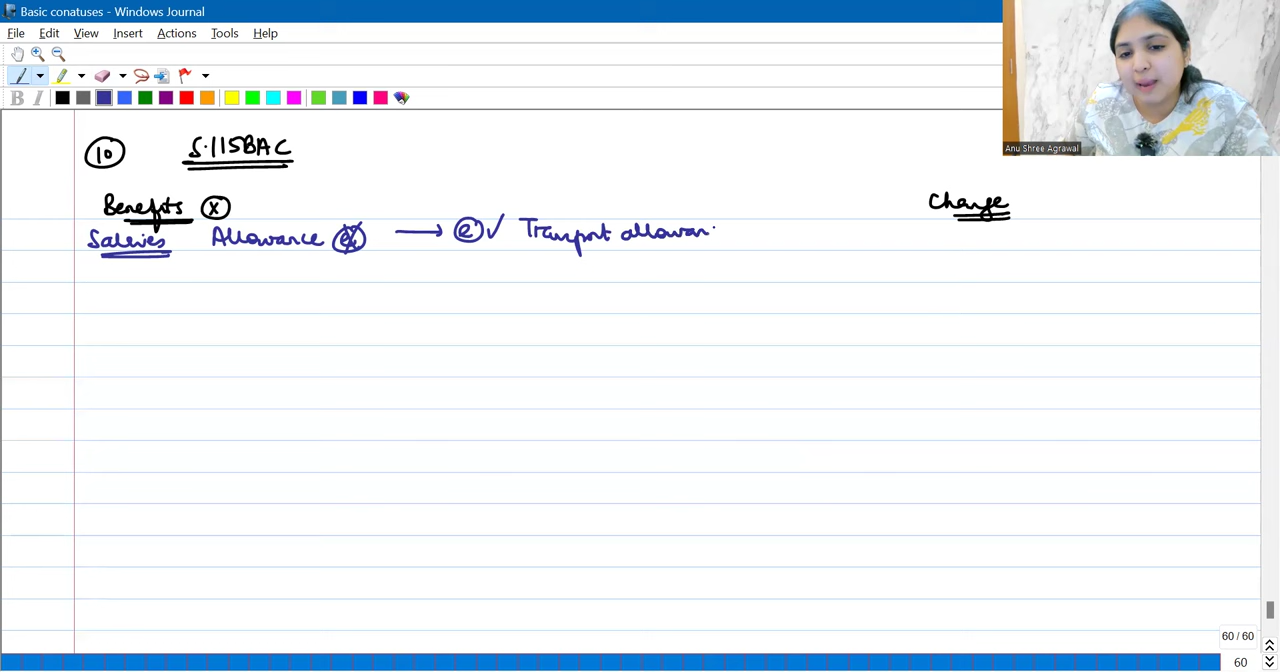 Basic conatuses - Windows Journal
File Edit View Insert Actions Tools Help
B I
Anu Shree Agrawal
10 S.115BAC
Benefits x Change
Salaries Allowance → e ✓ Transport allowan
60 / 60
60